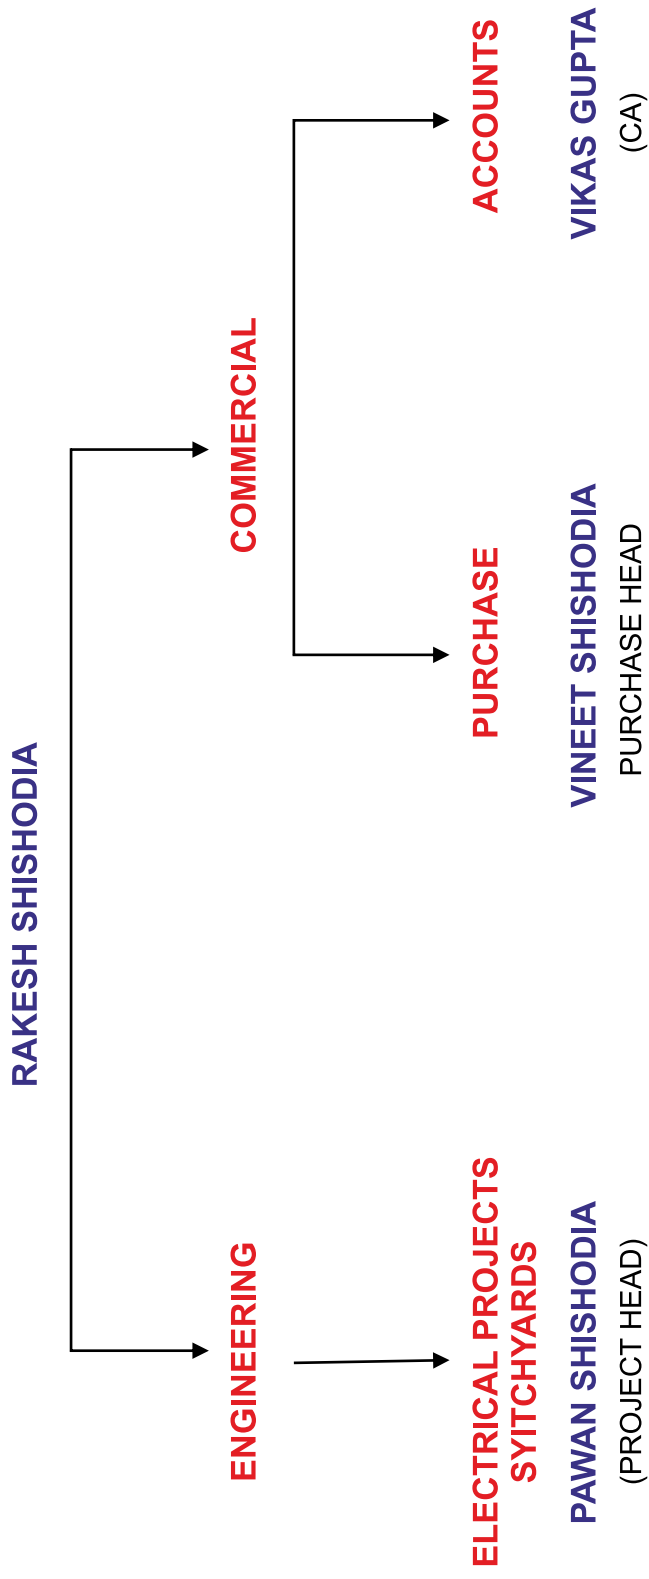 RAKESH SHISHODIA
ENGINEERING
COMMERCIAL
ELECTRICAL PROJECTS
SYITCHYARDS
PURCHASE
ACCOUNTS
PAWAN SHISHODIA
(PROJECT HEAD)
VINEET SHISHODIA
PURCHASE HEAD
VIKAS GUPTA
(CA)